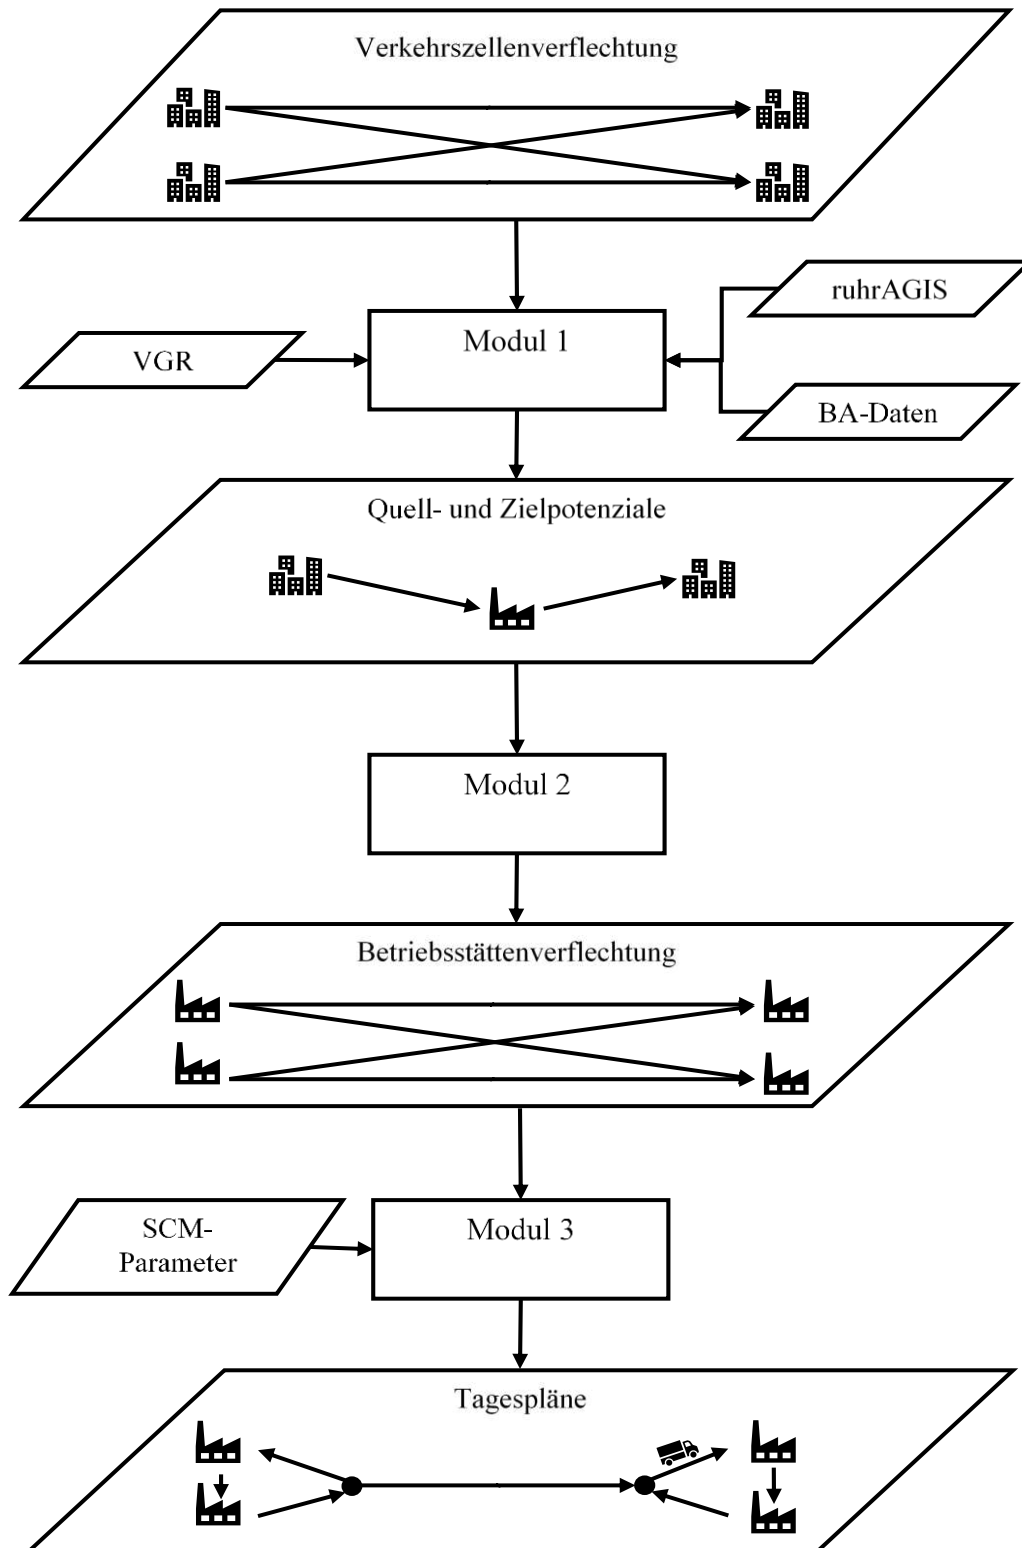 Verkehrszellenverflechtung
ruhrAGIS
Modul 1
VGR
BA-Daten
Quell- und Zielpotenziale
Modul 2
Betriebsstättenverflechtung
SCM-
Parameter
Modul 3
Tagespläne